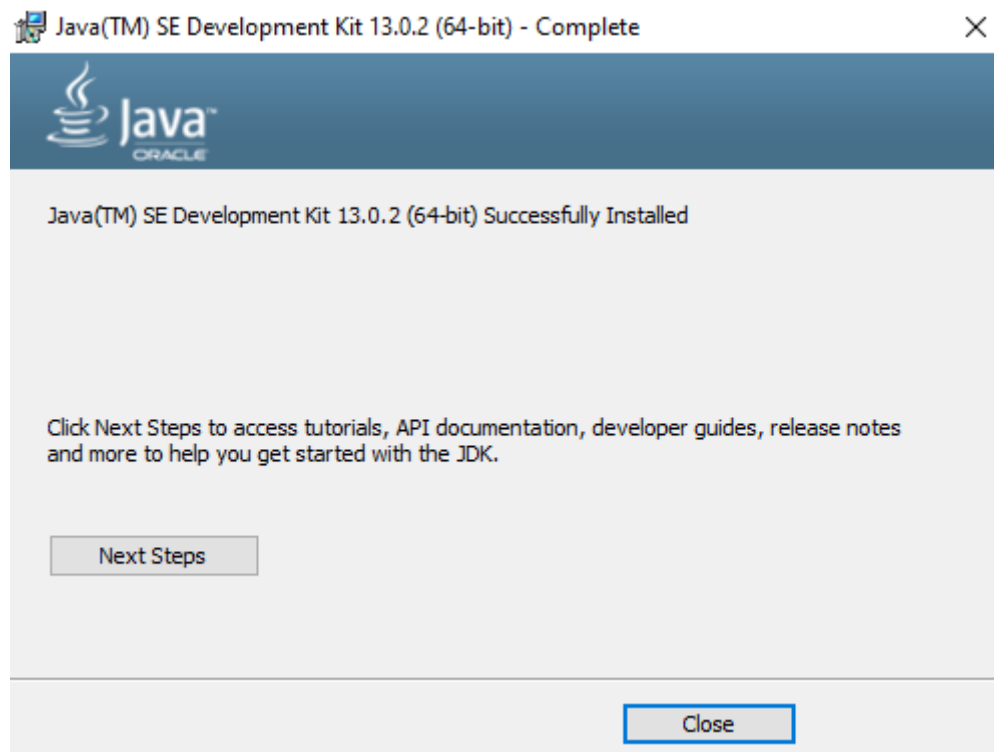 Java(TM) SE Development Kit 13.0.2 (64-bit) - Complete
Java™
ORACLE
Java(TM) SE Development Kit 13.0.2 (64-bit) Successfully Installed
Click Next Steps to access tutorials, API documentation, developer guides, release notes
and more to help you get started with the JDK.
Next Steps
Close